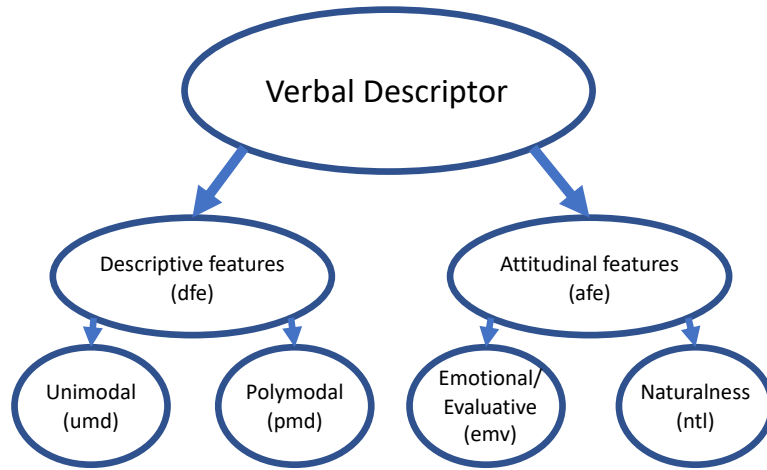 Verbal Descriptor
Descriptive features
(dfe)
Attitudinal features
(afe)
Unimodal
(umd)
Polymodal
(pmd)
Emotional/
Evaluative
(emv)
Naturalness
(ntl)